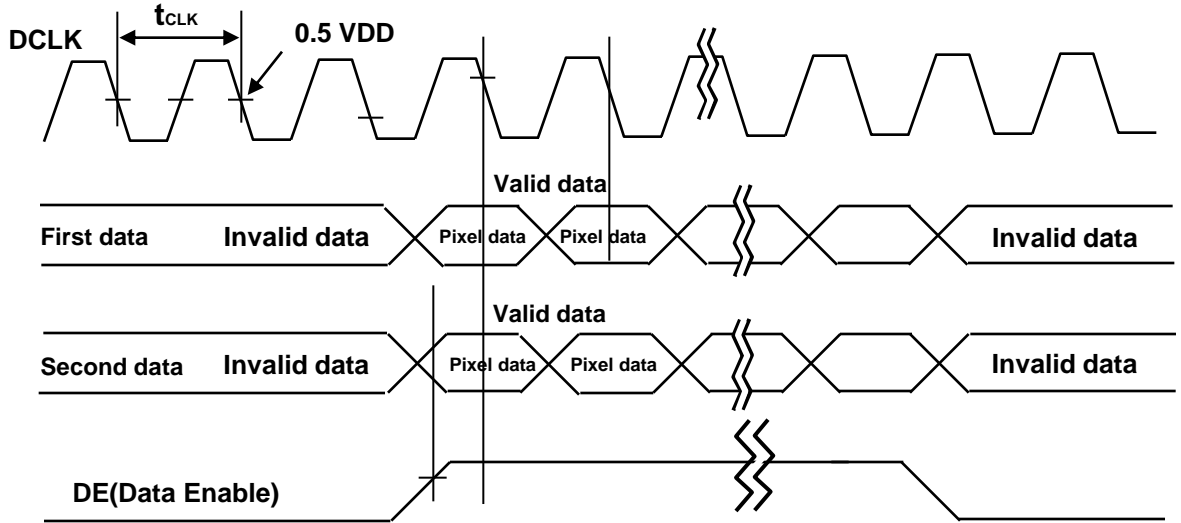 tCLK
DCLK
0.5 VDD
Valid data
First data Invalid data Pixel data Pixel data Invalid data
Valid data
Second data Invalid data Pixel data Pixel data Invalid data
DE(Data Enable)